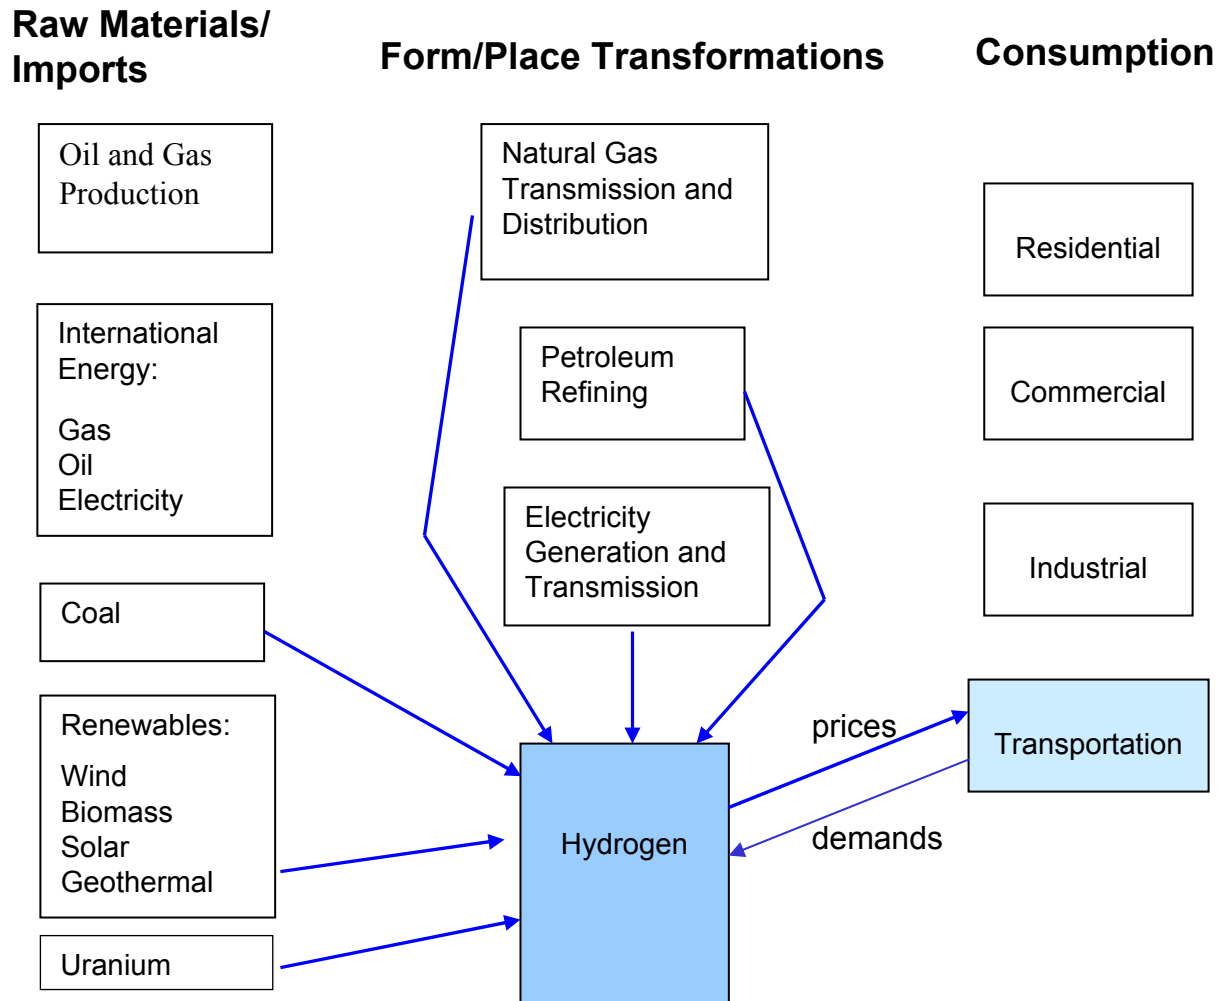 Raw Materials/
Imports
Form/Place Transformations
Consumption
Oil and Gas
Production
International
Energy:
Gas
Oil
Electricity
Coal
Renewables:
Wind
Biomass
Solar
Geothermal
Uranium
Natural Gas
Transmission and
Distribution
Petroleum
Refining
Electricity
Generation and
Transmission
Hydrogen
prices
demands
Residential
Commercial
Industrial
Transportation